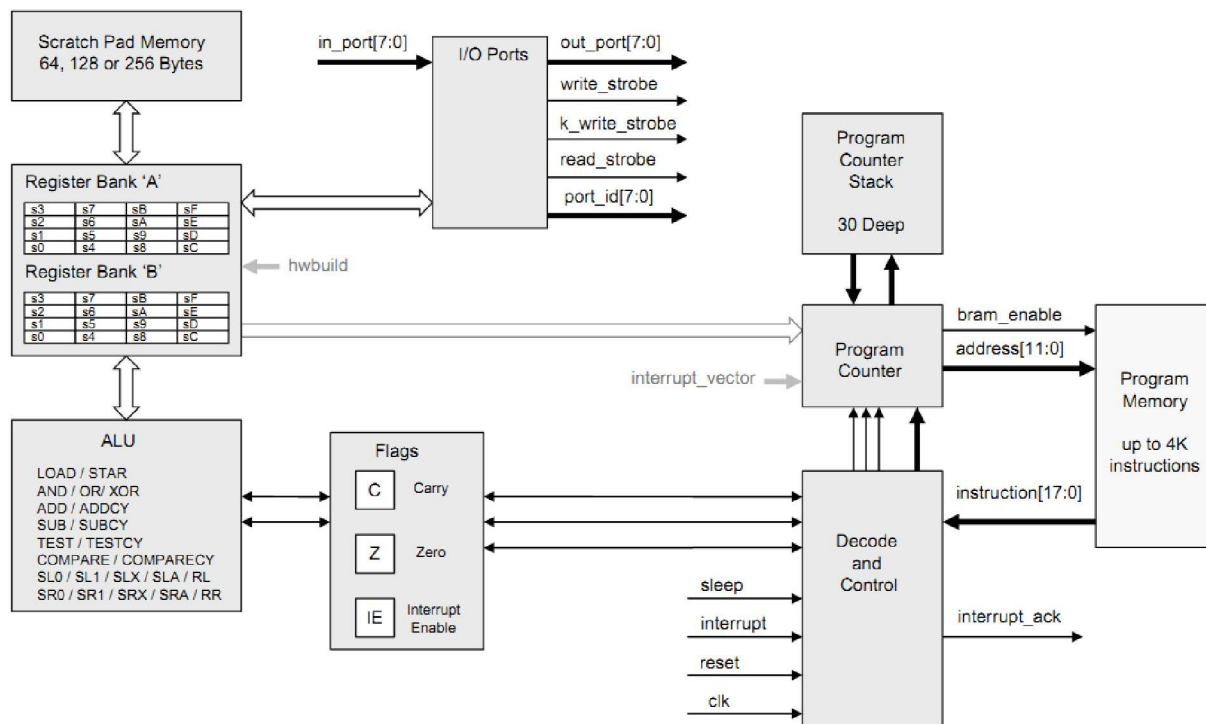 Scratch Pad Memory
64, 128 or 256 Bytes
in_port[7:0]
I/O Ports
out_port[7:0]
write_strobe
k_write_strobe
read_strobe
port_id[7:0]
Register Bank ‘A’
s3 s7 sB sF
s2 s6 sA sE
s1 s5 s9 sD
s0 s4 s8 sC
Register Bank ‘B’
s3 s7 sB sF
s2 s6 sA sE
s1 s5 s9 sD
s0 s4 s8 sC
hwbuild
Program
Counter
Stack
30 Deep
Program
Counter
interrupt_vector
bram_enable
address[11:0]
Program
Memory
up to 4K
instructions
instruction[17:0]
ALU
LOAD / STAR
AND / OR/ XOR
ADD / ADDCY
SUB / SUBCY
TEST / TESTCY
COMPARE / COMPARECY
SL0 / SL1 / SLX / SLA / RL
SR0 / SR1 / SRX / SRA / RR
Flags
C Carry
Z Zero
IE Interrupt
Enable
Decode
and
Control
sleep
interrupt
reset
clk
interrupt_ack